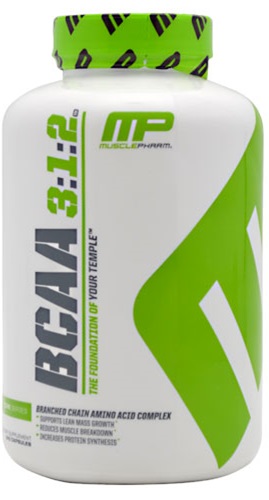 MP
MUSCLEPHARM®
BCAA 3:1:2
THE FOUNDATION OF YOUR TEMPLE™
BRANCHED CHAIN AMINO ACID COMPLEX
* SUPPORTS LEAN MASS GROWTH
* REDUCES MUSCLE BREAKDOWN
* INCREASES PROTEIN SYNTHESIS
CAPSULES